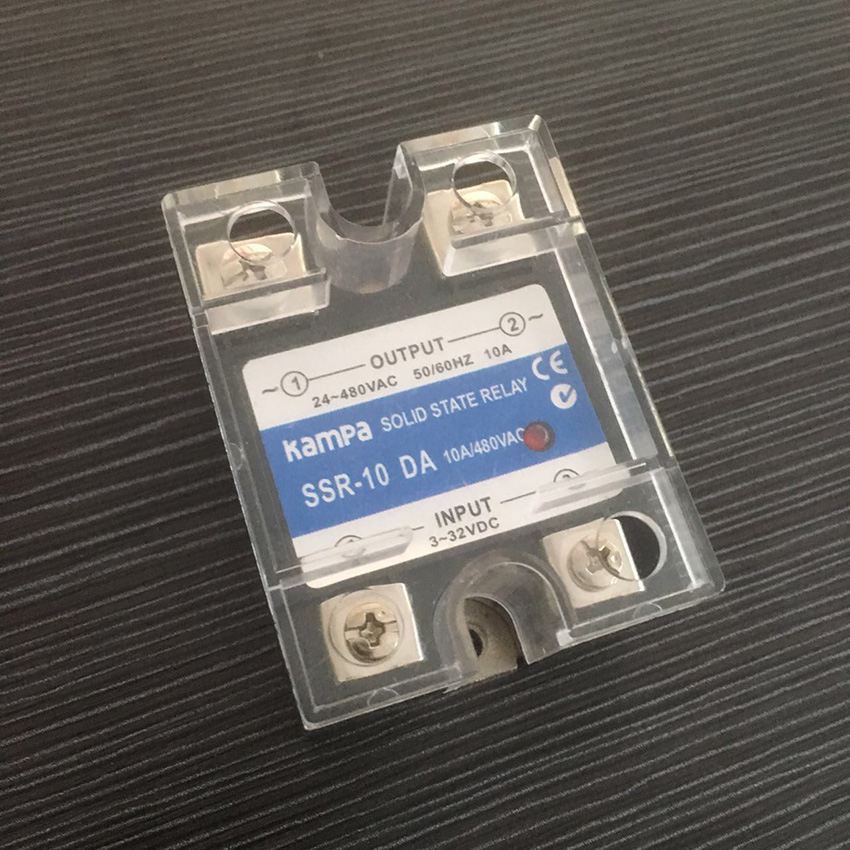 ~ ① OUTPUT ② ~
24~480VAC 50/60HZ 10A
CE
Kampa SOLID STATE RELAY
SSR-10 DA 10A/480VAC
INPUT
3~32VDC